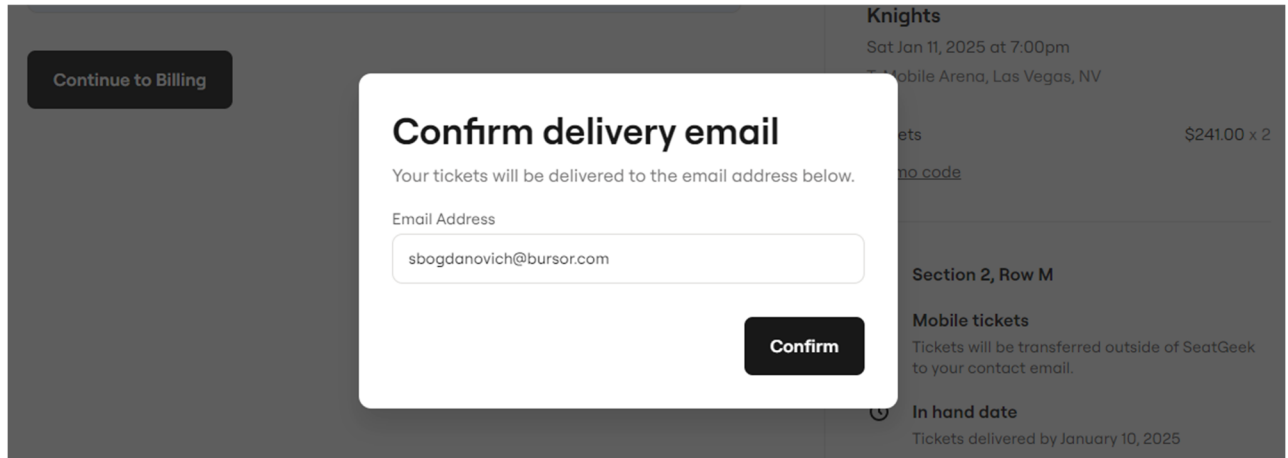 Knights
Sat Jan 11, 2025 at 7:00pm
Mobile Arena, Las Vegas, NV
Continue to Billing
Confirm delivery email
Your tickets will be delivered to the email address below.
Email Address
sbogdanovich@bursor.com
Confirm
ets $241.00 x 2
mo code
Section 2, Row M
Mobile tickets
Tickets will be transferred outside of SeatGeek
to your contact email.
In hand date
Tickets delivered by January 10, 2025